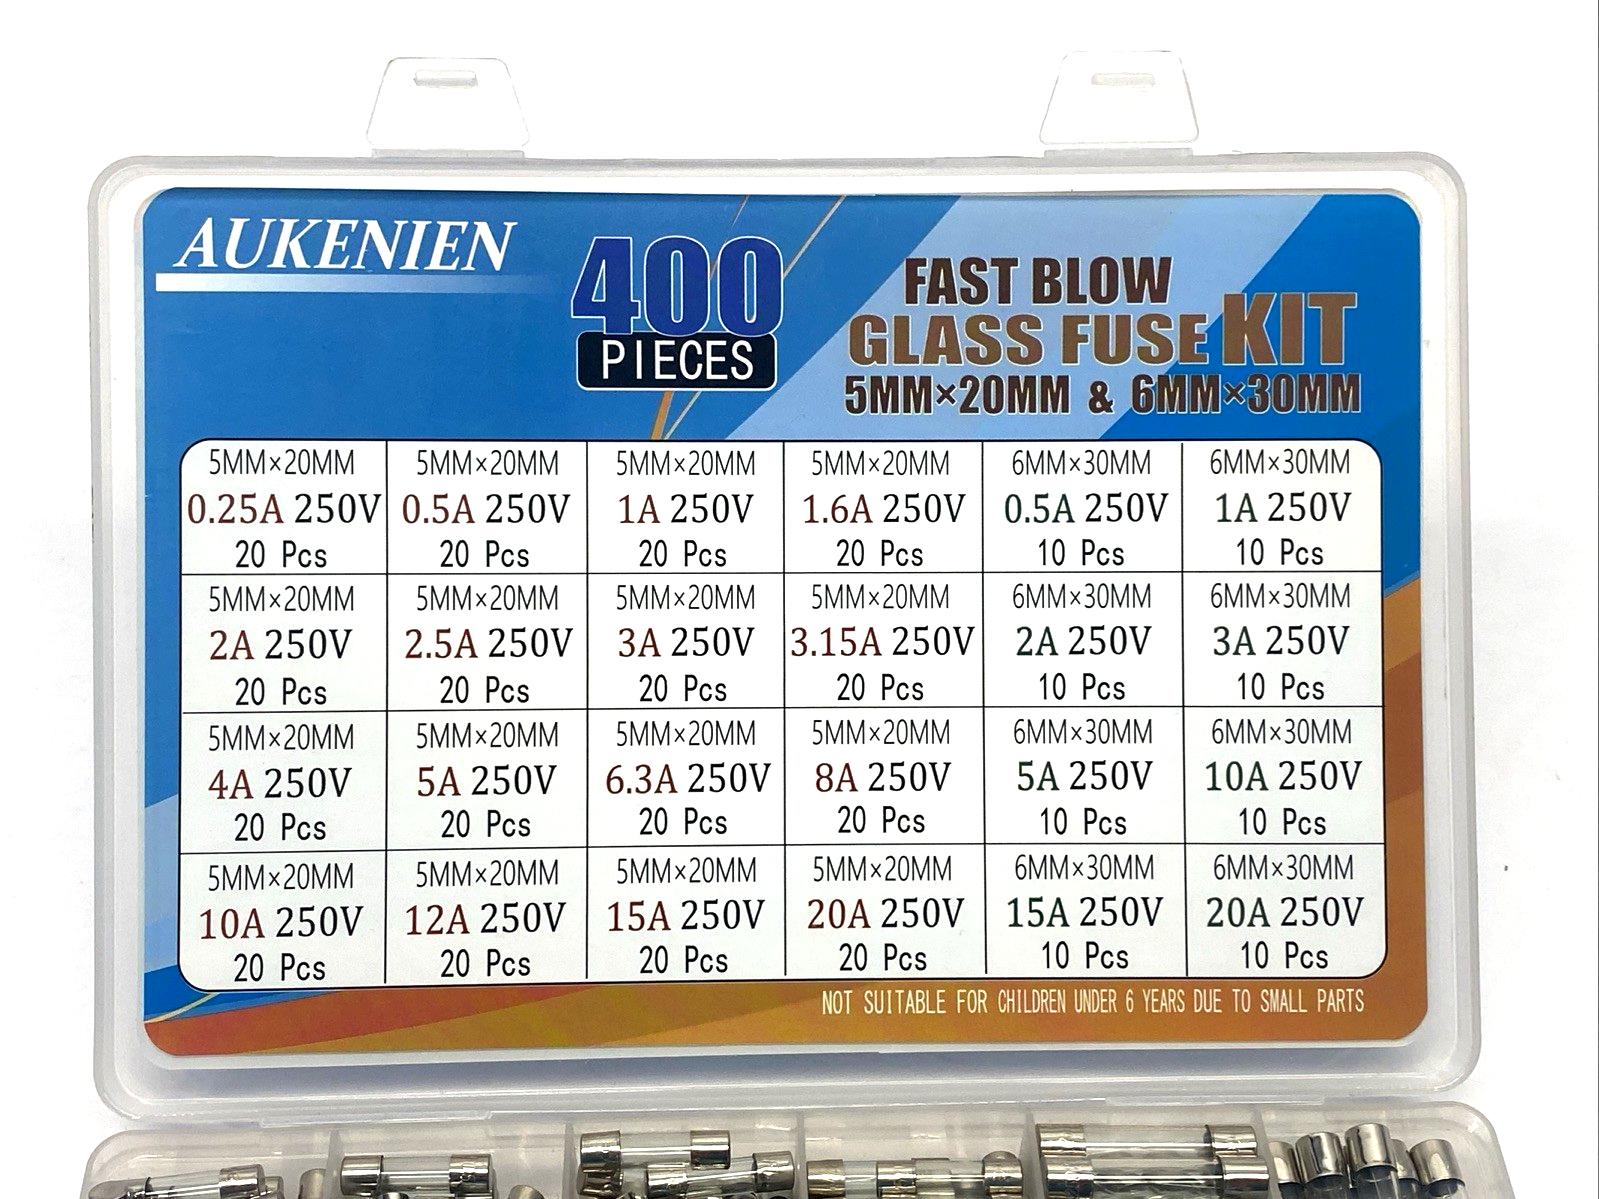 AUKENIEN
400
PIECES
FAST BLOW
GLASS FUSE KIT
5MM×20MM & 6MM×30MM
5MM×20MM 5MM×20MM 5MM×20MM 5MM×20MM 6MM×30MM 6MM×30MM
0.25A 250V 0.5A 250V 1A 250V 1.6A 250V 0.5A 250V 1A 250V
20 Pcs 20 Pcs 20 Pcs 20 Pcs 10 Pcs 10 Pcs
5MM×20MM 5MM×20MM 5MM×20MM 5MM×20MM 6MM×30MM 6MM×30MM
2A 250V 2.5A 250V 3A 250V 3.15A 250V 2A 250V 3A 250V
20 Pcs 20 Pcs 20 Pcs 20 Pcs 10 Pcs 10 Pcs
5MM×20MM 5MM×20MM 5MM×20MM 5MM×20MM 6MM×30MM 6MM×30MM
4A 250V 5A 250V 6.3A 250V 8A 250V 5A 250V 10A 250V
20 Pcs 20 Pcs 20 Pcs 20 Pcs 10 Pcs 10 Pcs
5MM×20MM 5MM×20MM 5MM×20MM 5MM×20MM 6MM×30MM 6MM×30MM
10A 250V 12A 250V 15A 250V 20A 250V 15A 250V 20A 250V
20 Pcs 20 Pcs 20 Pcs 20 Pcs 10 Pcs 10 Pcs
NOT SUITABLE FOR CHILDREN UNDER 6 YEARS DUE TO SMALL PARTS